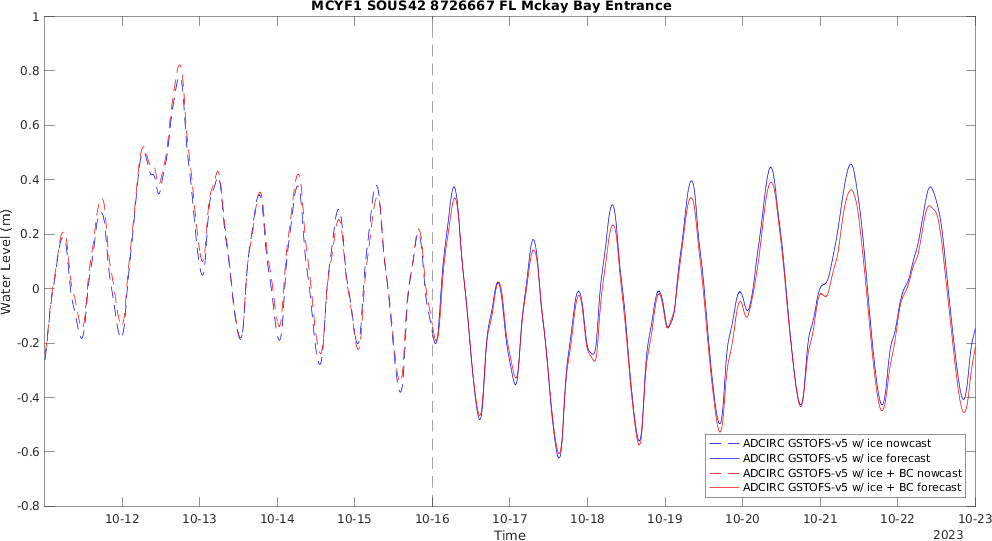 MCYF1 SOUS42 8726667 FL Mckay Bay Entrance
1
0.8
0.6
0.4
0.2
0
-0.2
-0.4
-0.6
-0.8
Water Level (m)
10-12 10-13 10-14 10-15 10-16 10-17 10-18 10-19 10-20 10-21 10-22 10-23
Time
2023
ADCIRC GSTOFS-v5 w/ ice nowcast
ADCIRC GSTOFS-v5 w/ ice forecast
ADCIRC GSTOFS-v5 w/ ice + BC nowcast
ADCIRC GSTOFS-v5 w/ ice + BC forecast